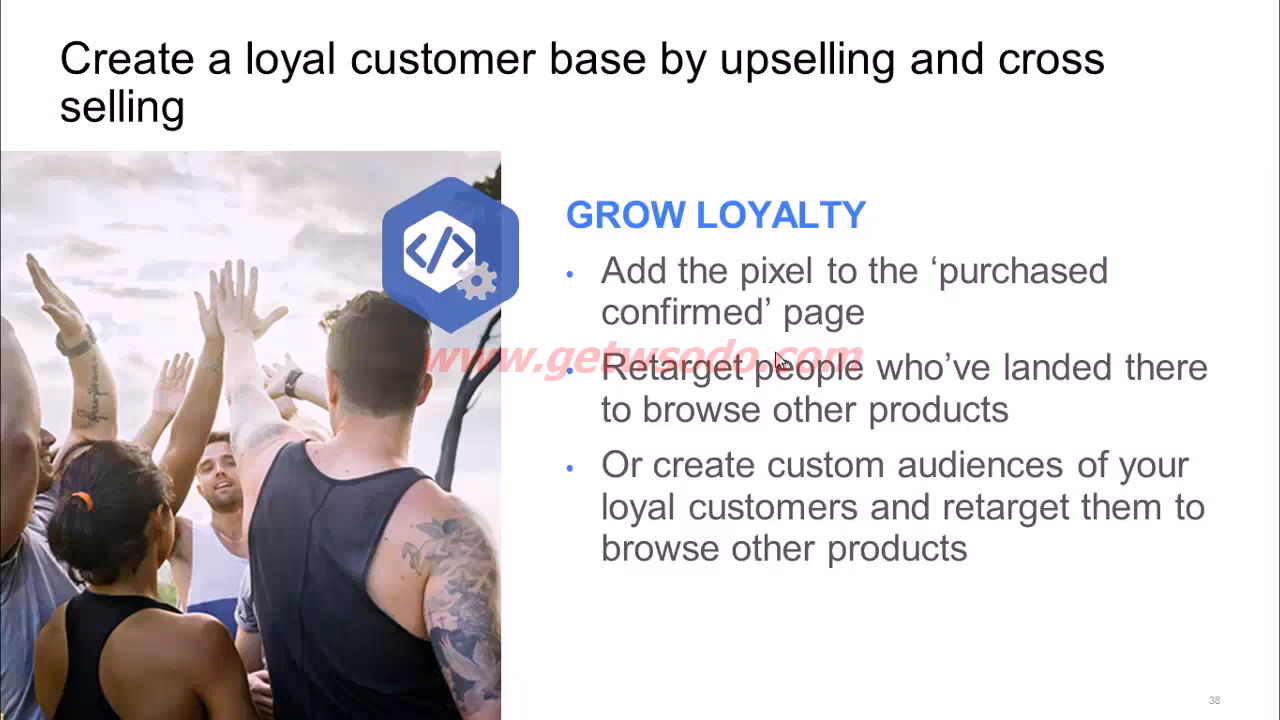 Create a loyal customer base by upselling and cross
selling
</>
GROW LOYALTY
• Add the pixel to the ‘purchased
confirmed’ page
www.getwsodo.com
• Retarget people who’ve landed there
to browse other products
• Or create custom audiences of your
loyal customers and retarget them to
browse other products
38